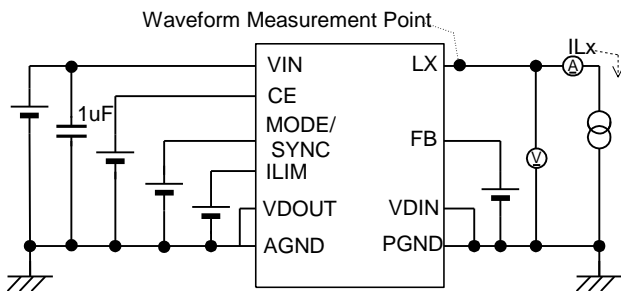 Waveform Measurement Point
ILx
VIN
LX
A
CE
1uF
MODE/
SYNC
FB
ILIM
V
VDOUT
VDIN
AGND
PGND